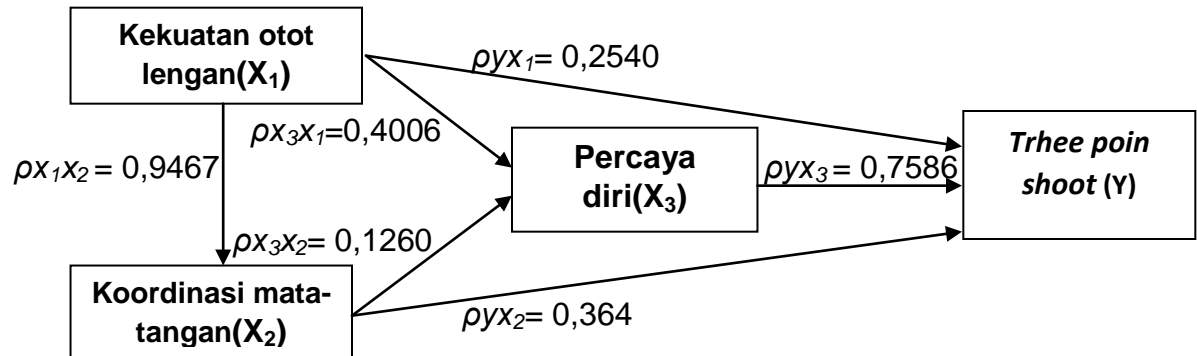 Kekuatan otot
lengan(X₁)
ρyx₁= 0,2540
ρx₃x₁=0,4006
ρx₁x₂ = 0,9467
Percaya
diri(X₃)
ρyx₃ = 0,7586
Trhee poin
shoot (Y)
ρx₃x₂= 0,1260
Koordinasi mata-
tangan(X₂)
ρyx₂= 0,364